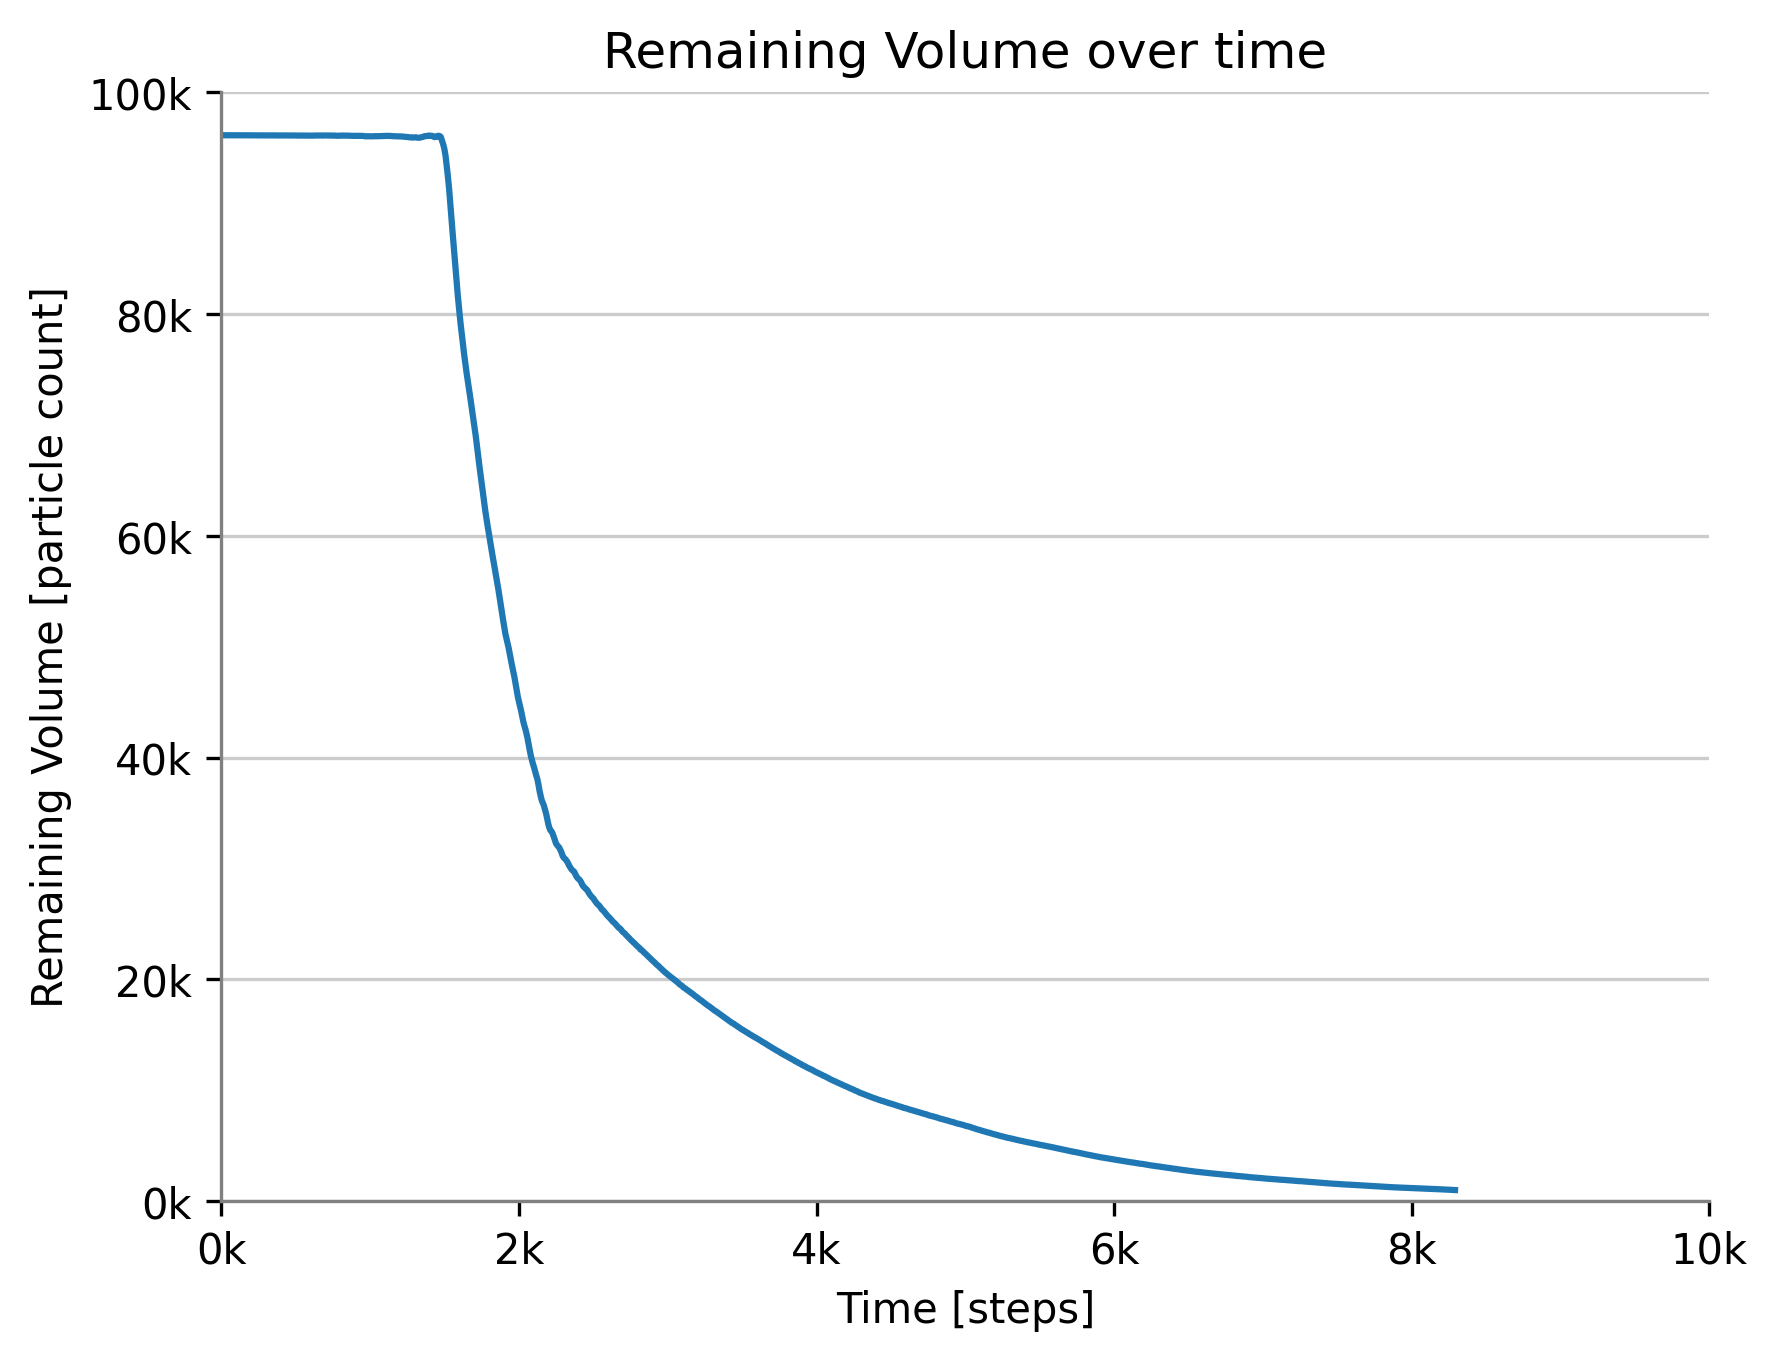 Remaining Volume over time
100k
80k
60k
40k
20k
0k
Remaining Volume [particle count]
0k 2k 4k 6k 8k 10k
Time [steps]